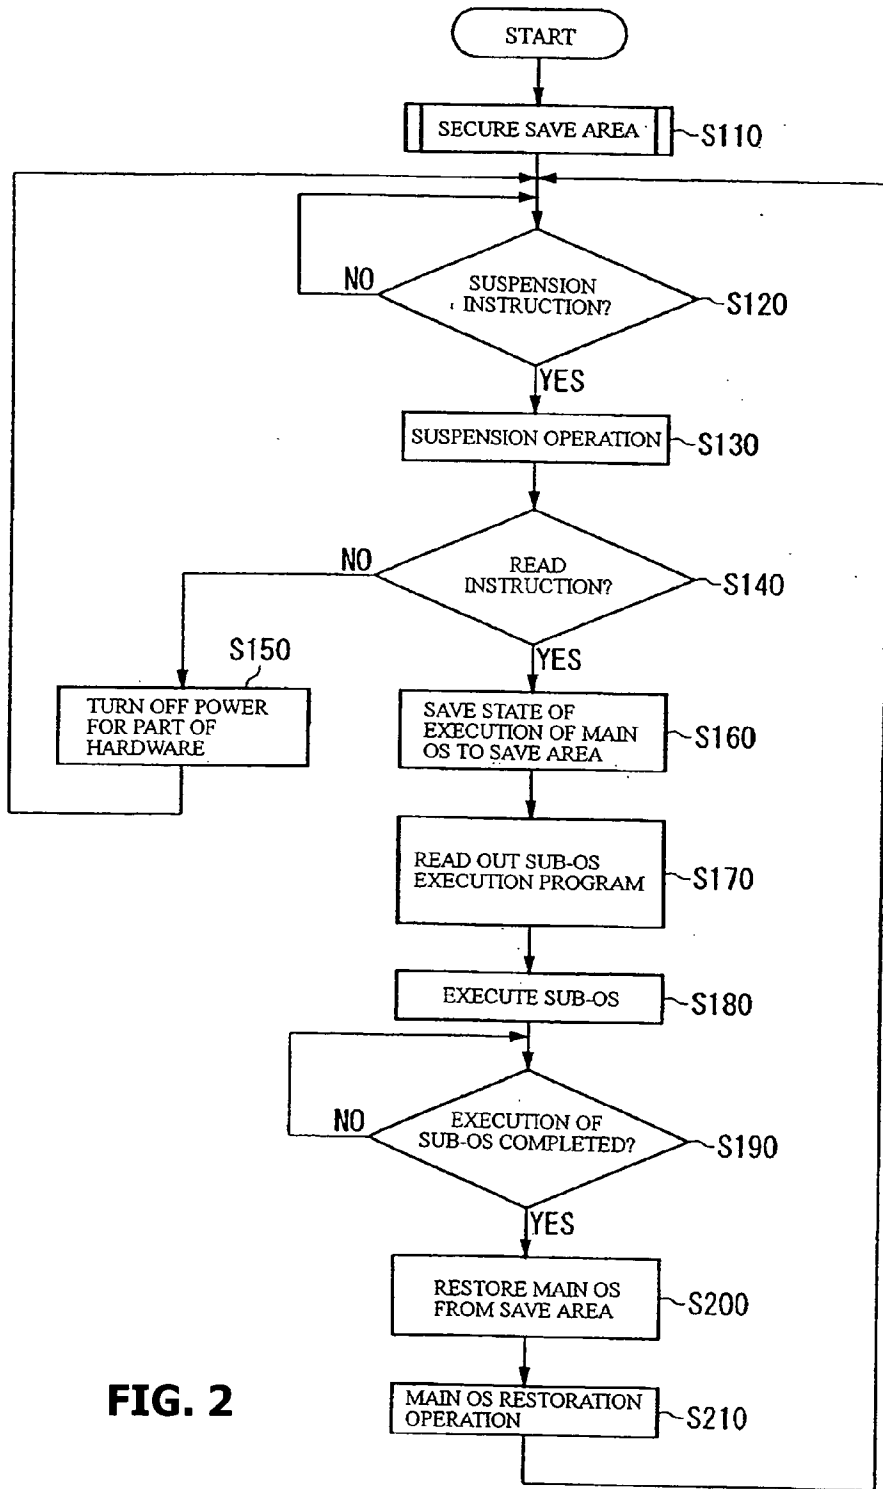 START
SECURE SAVE AREA
S110
NO
SUSPENSION
INSTRUCTION?
S120
YES
SUSPENSION OPERATION
S130
NO
READ
INSTRUCTION?
S140
YES
S150
TURN OFF POWER
FOR PART OF
HARDWARE
SAVE STATE OF
EXECUTION OF MAIN
OS TO SAVE AREA
S160
READ OUT SUB-OS
EXECUTION PROGRAM
S170
EXECUTE SUB-OS
S180
NO
EXECUTION OF
SUB-OS COMPLETED?
S190
YES
RESTORE MAIN OS
FROM SAVE AREA
S200
MAIN OS RESTORATION
OPERATION
S210
FIG. 2